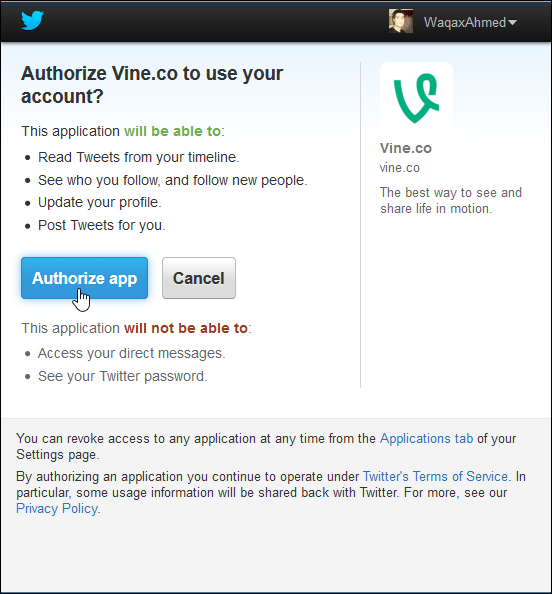 WaqaxAhmed
Authorize Vine.co to use your
account?
This application will be able to:
Read Tweets from your timeline.
See who you follow, and follow new people.
Update your profile.
Post Tweets for you.
Authorize app
Cancel
This application will not be able to:
Access your direct messages.
See your Twitter password.
Vine.co
vine.co
The best way to see and
share life in motion.
You can revoke access to any application at any time from the Applications tab of your
Settings page.
By authorizing an application you continue to operate under Twitter's Terms of Service. In
particular, some usage information will be shared back with Twitter. For more, see our
Privacy Policy.